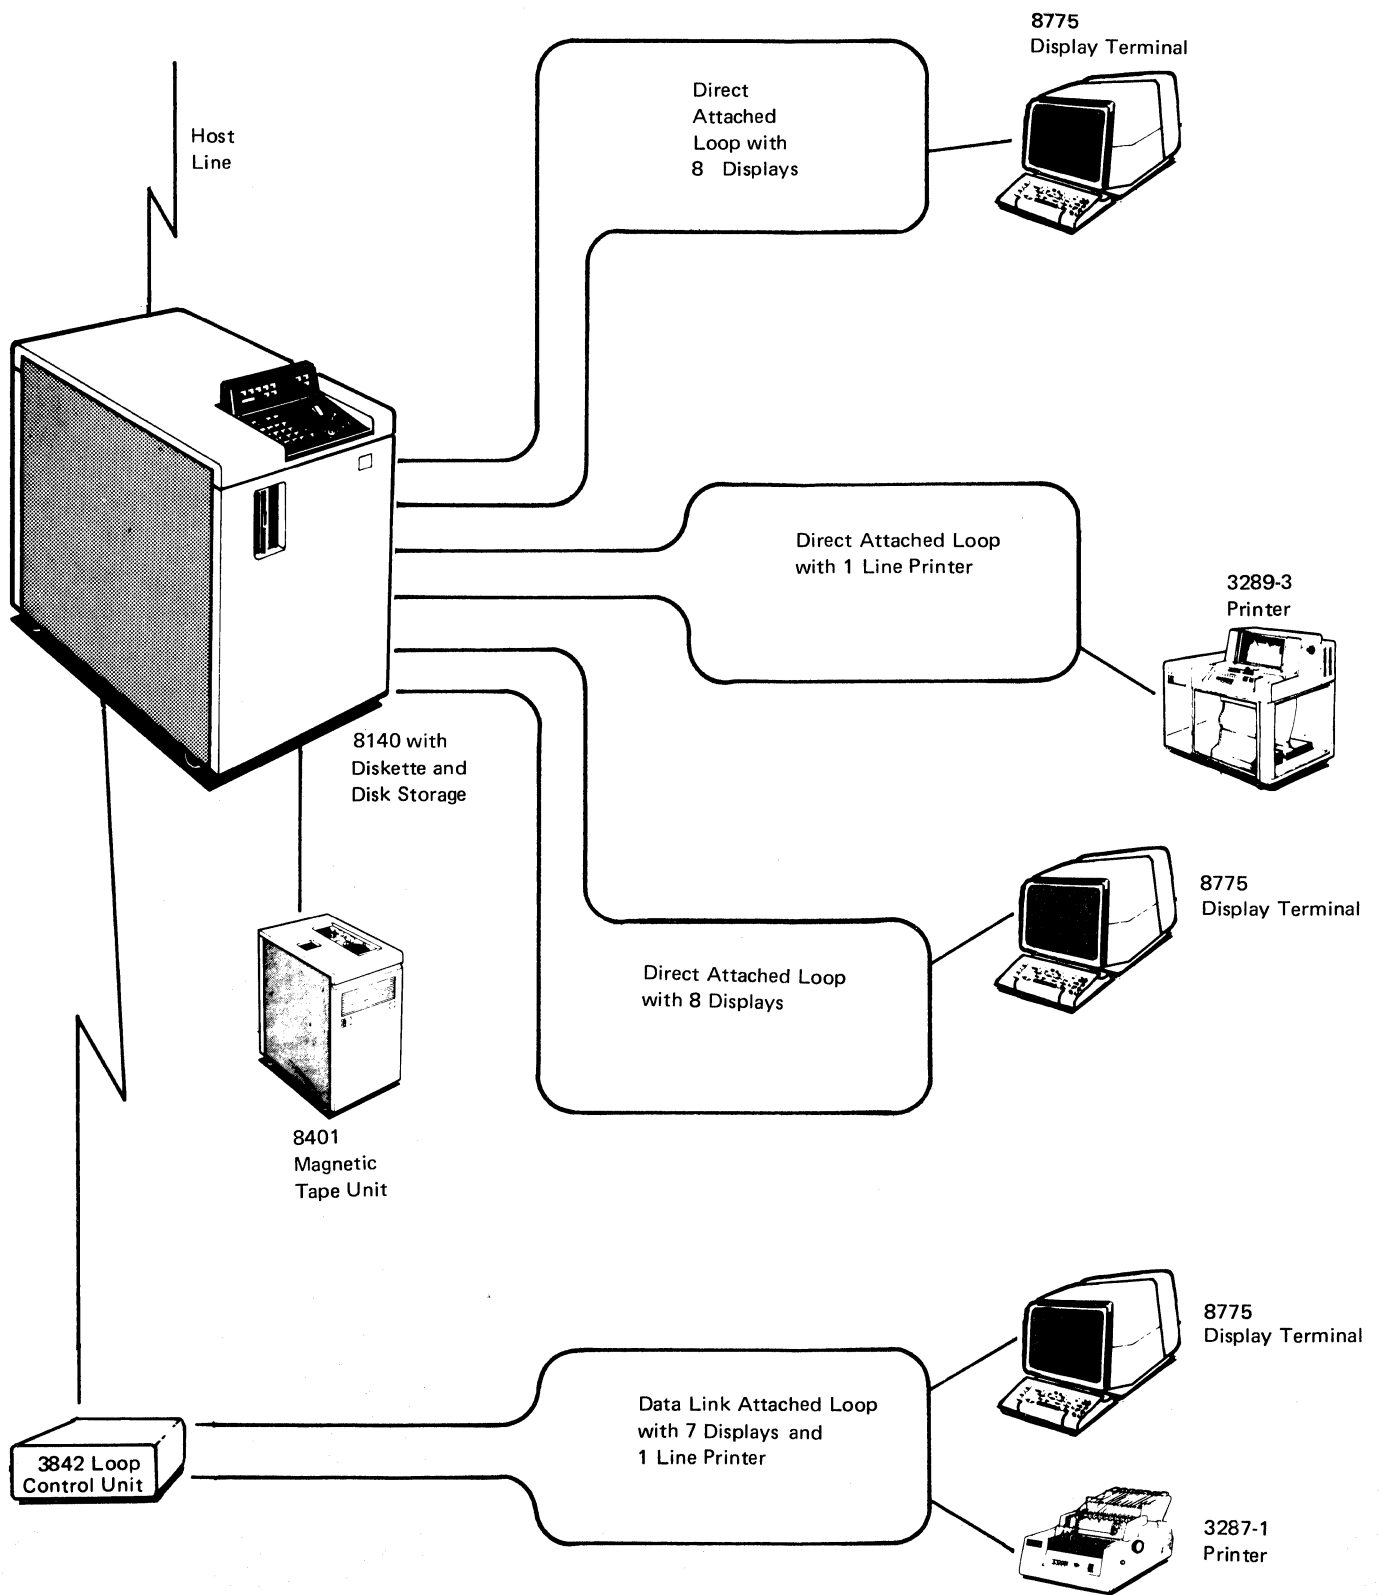 8775
Display Terminal
Host
Line
Direct
Attached
Loop with
8 Displays
Direct Attached Loop
with 1 Line Printer
3289-3
Printer
8140 with
Diskette and
Disk Storage
8775
Display Terminal
Direct Attached Loop
with 8 Displays
8401
Magnetic
Tape Unit
8775
Display Terminal
Data Link Attached Loop
with 7 Displays and
1 Line Printer
3842 Loop
Control Unit
3287-1
Printer